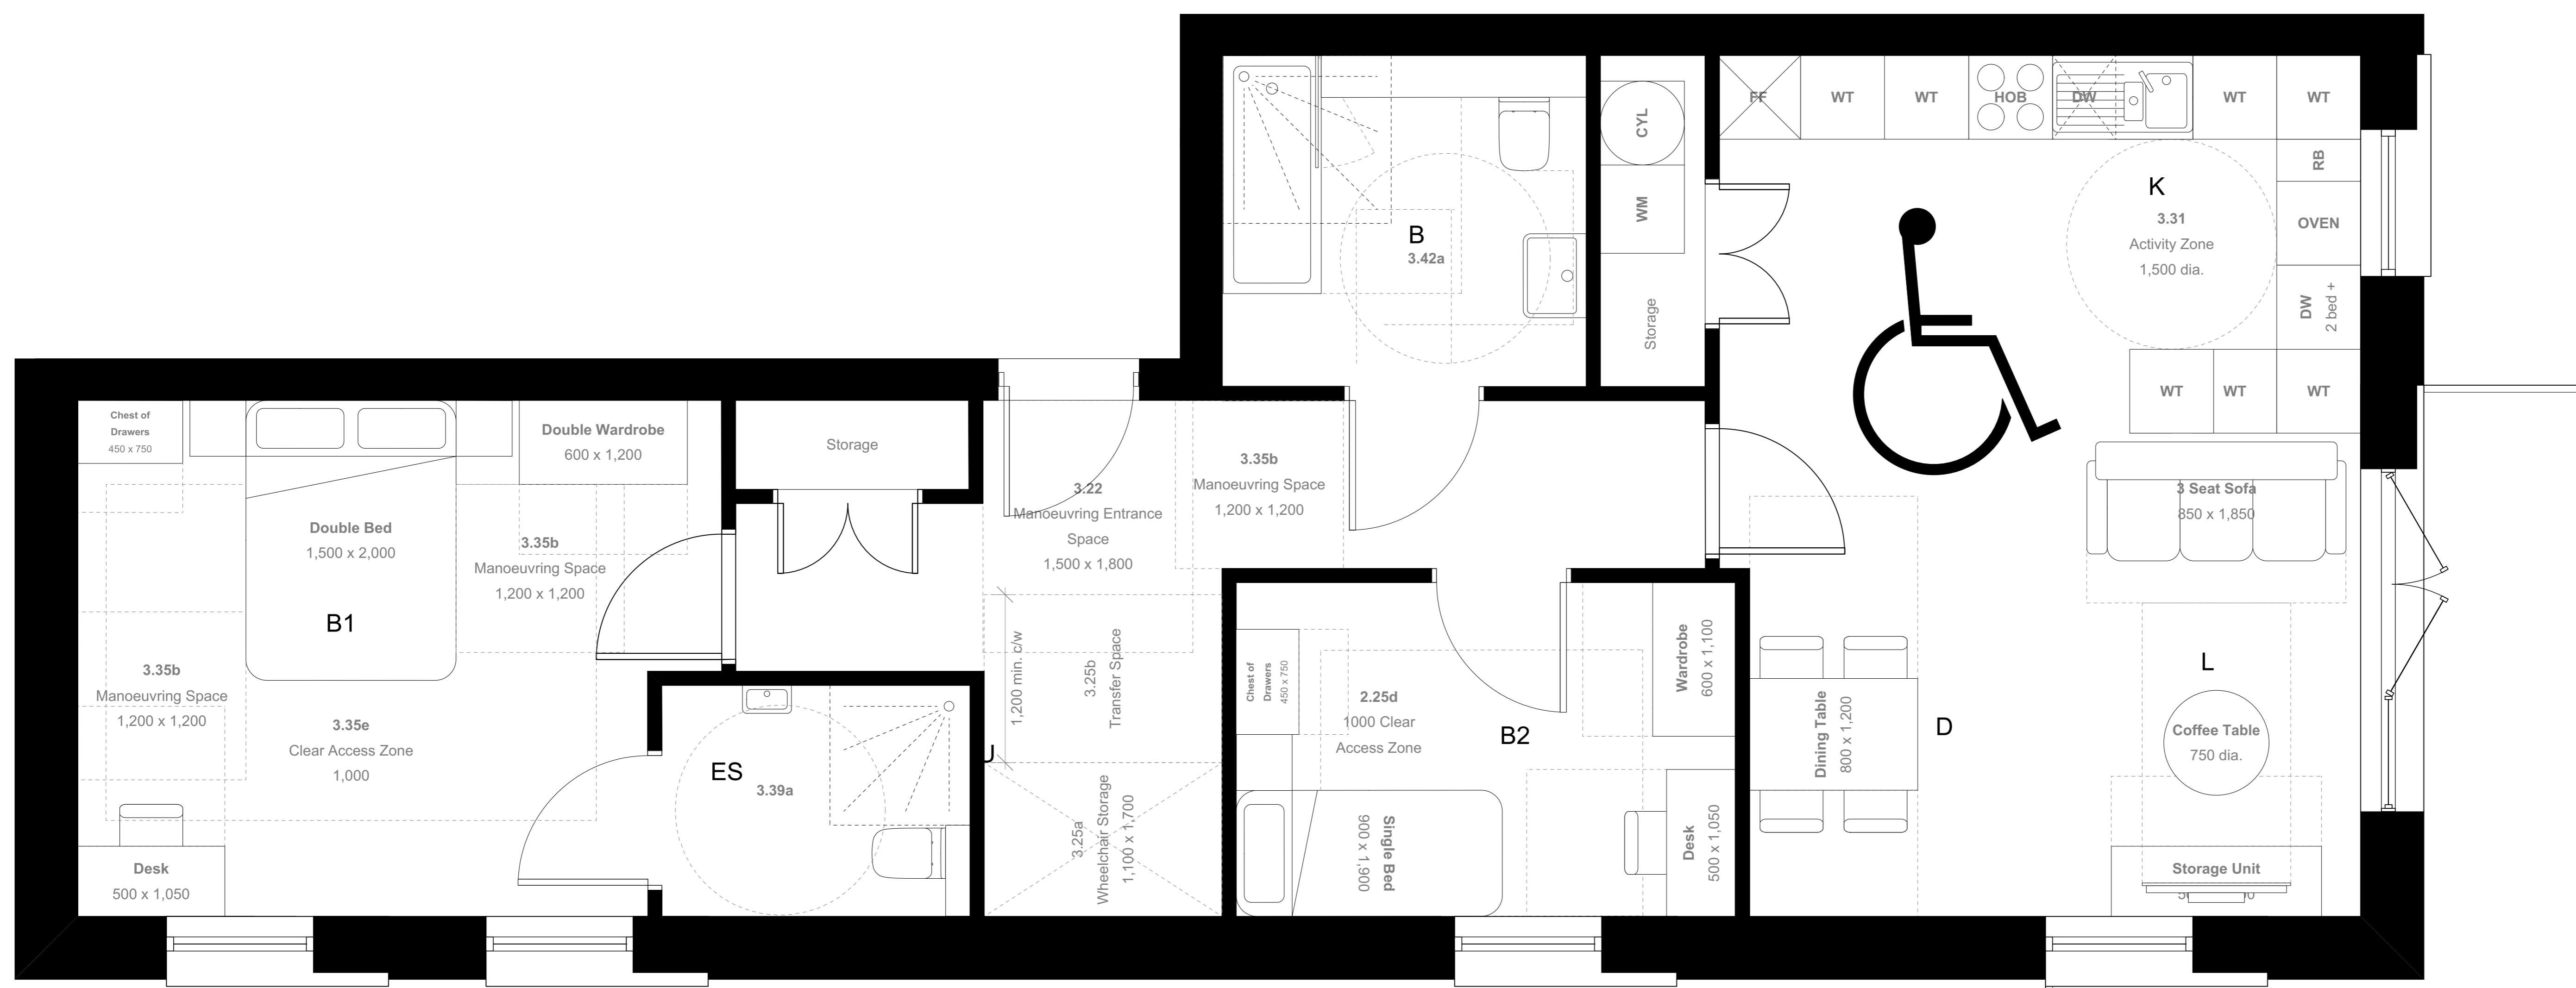 FF
WT
WT
HOB
DW
WT
WT
RB
OVEN
DW
2 bed +
WT
WT
WT
K
3.31
Activity Zone
1,500 dia.
CYL
WM
Storage
B
3.42a
Chest of
Drawers
450 x 750
Double Wardrobe
600 x 1,200
Double Bed
1,500 x 2,000
B1
3.35b
Manoeuvring Space
1,200 x 1,200
3.35b
Manoeuvring Space
1,200 x 1,200
3.35e
Clear Access Zone
1,000
Desk
500 x 1,050
Storage
3.22
Manoeuvring Entrance
Space
1,500 x 1,800
3.35b
Manoeuvring Space
1,200 x 1,200
1,200 min. c/w
3.25b
Transfer Space
3.25a
Wheelchair Storage
1,100 x 1,700
ES
3.39a
Chest of
Drawers
450 x 750
2.25d
1000 Clear
Access Zone
B2
Wardrobe
600 x 1,100
Single Bed
900 x 1,900
Desk
500 x 1,050
3 Seat Sofa
850 x 1,850
L
D
Dining Table
800 x 1,200
Coffee Table
750 dia.
Storage Unit